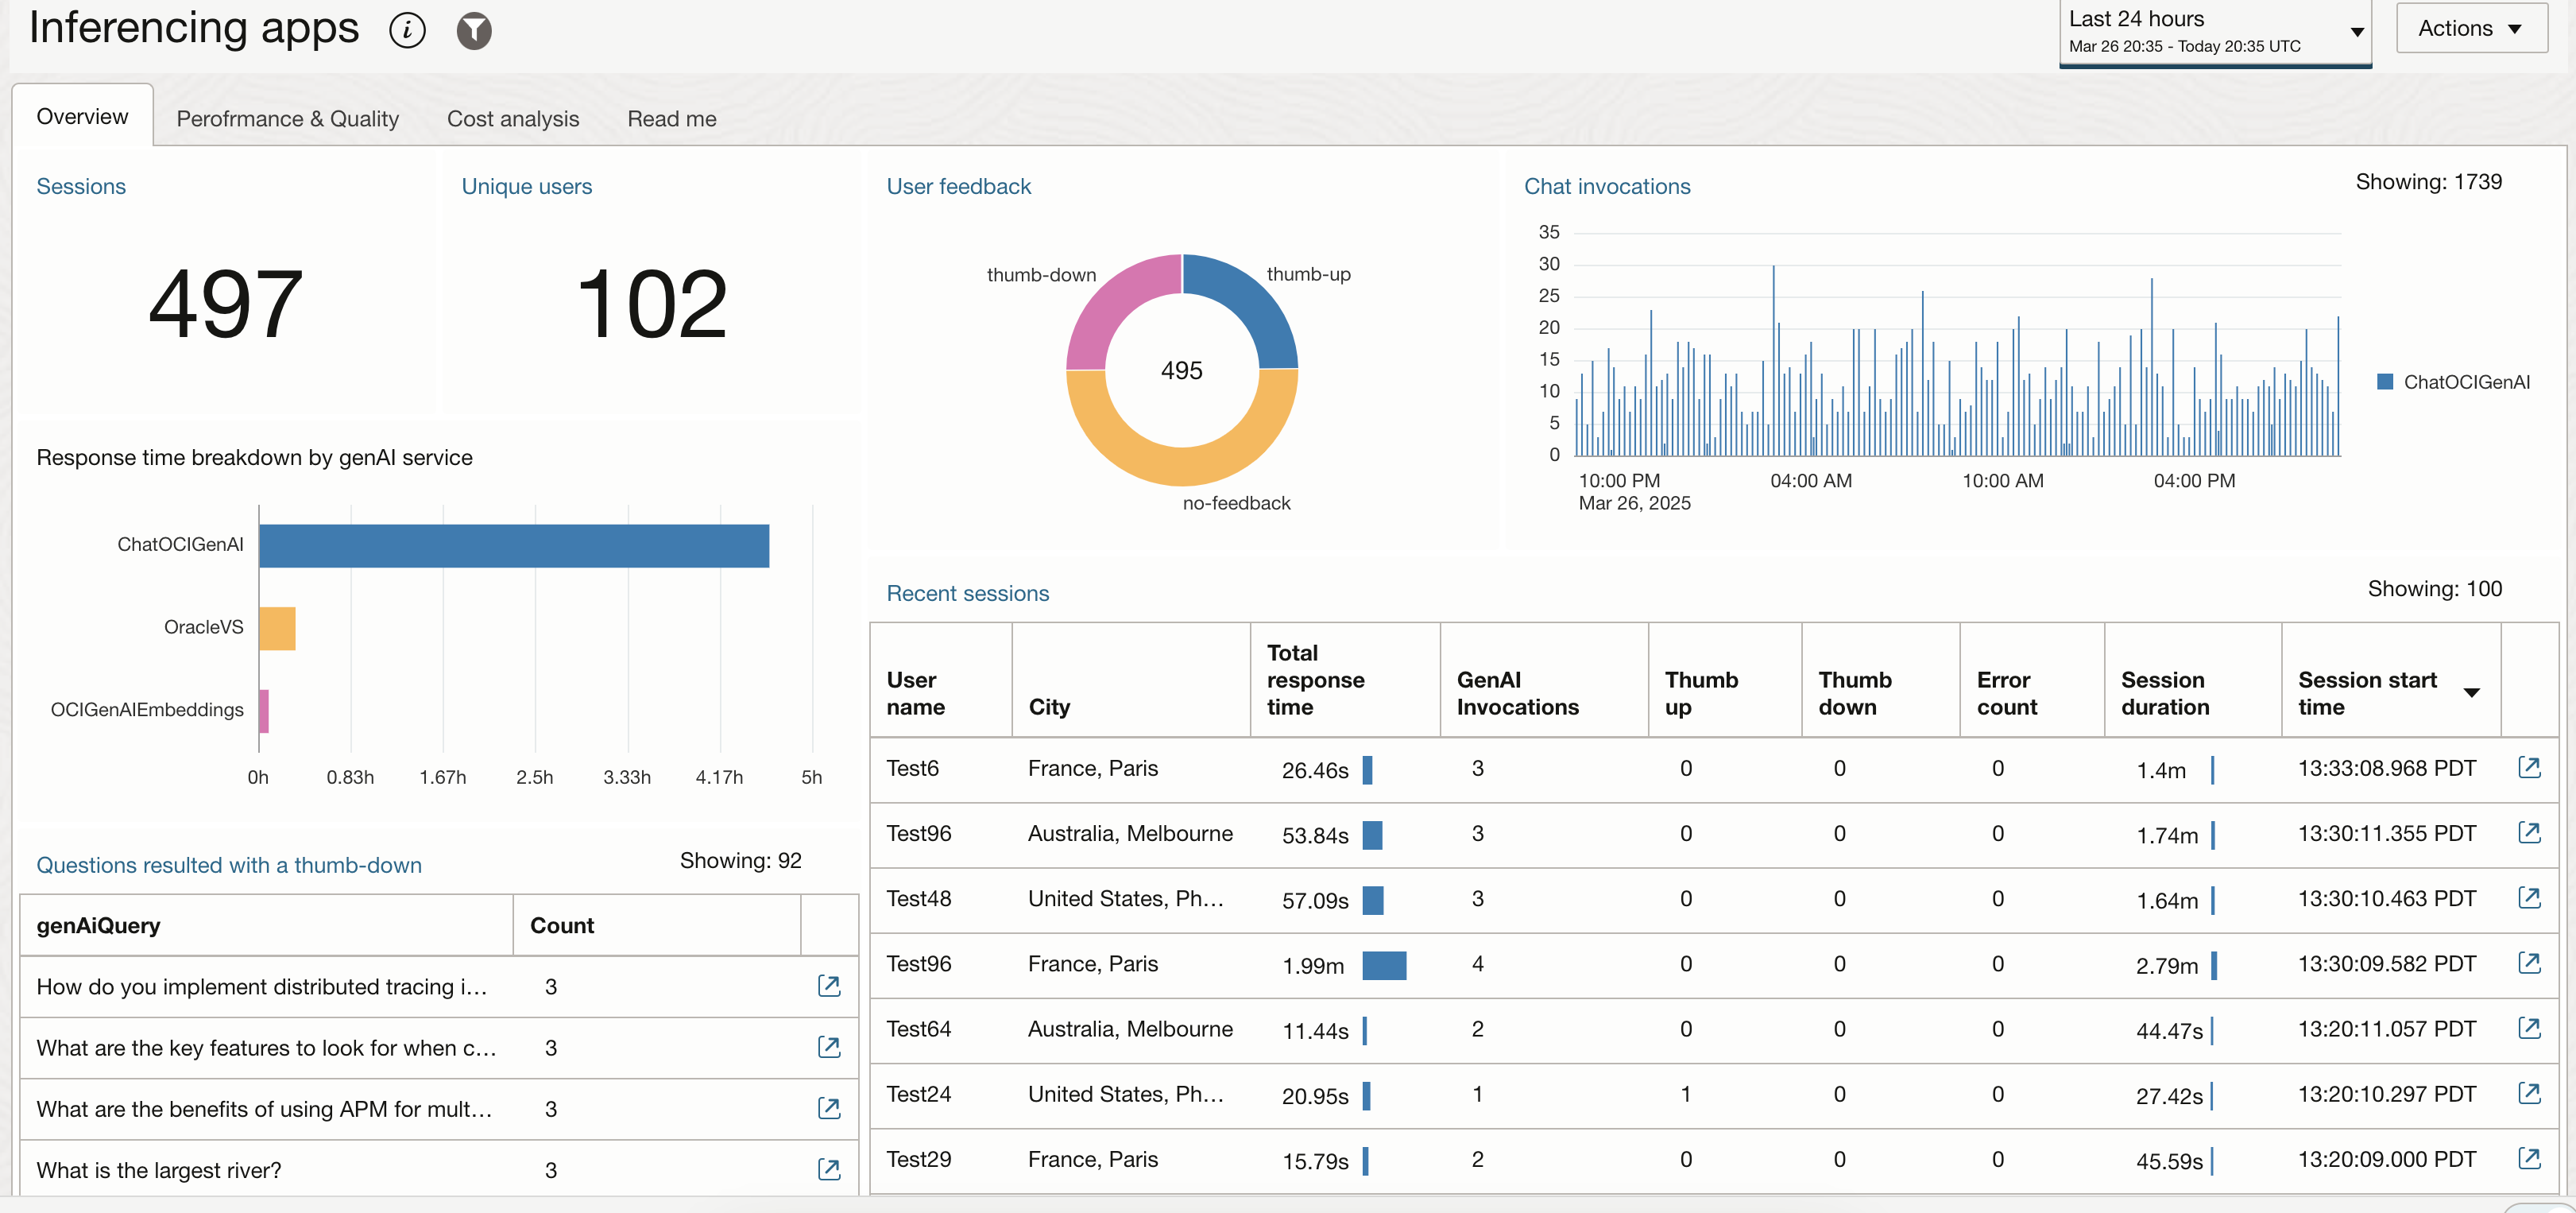 Inferencing apps
Last 24 hours
Mar 26 20:35 - Today 20:35 UTC
Actions
Overview
Perofrmance & Quality
Cost analysis
Read me
Sessions
497
Unique users
102
User feedback
thumb-down
thumb-up
495
no-feedback
Chat invocations
Showing: 1739
35
30
25
20
15
10
5
0
10:00 PM
Mar 26, 2025
04:00 AM
10:00 AM
04:00 PM
ChatOCIGenAI
Response time breakdown by genAI service
ChatOCIGenAI
OracleVS
OCIGenAIEmbeddings
0h 0.83h 1.67h 2.5h 3.33h 4.17h 5h
Questions resulted with a thumb-down
Showing: 92
genAiQuery Count
How do you implement distributed tracing i... 3
What are the key features to look for when c... 3
What are the benefits of using APM for mult... 3
What is the largest river? 3
Recent sessions
Showing: 100
User name City Total response time GenAI Invocations Thumb up Thumb down Error count Session duration Session start time
Test6 France, Paris 26.46s 3 0 0 0 1.4m 13:33:08.968 PDT
Test96 Australia, Melbourne 53.84s 3 0 0 0 1.74m 13:30:11.355 PDT
Test48 United States, Ph... 57.09s 3 0 0 0 1.64m 13:30:10.463 PDT
Test96 France, Paris 1.99m 4 0 0 0 2.79m 13:30:09.582 PDT
Test64 Australia, Melbourne 11.44s 2 0 0 0 44.47s 13:20:11.057 PDT
Test24 United States, Ph... 20.95s 1 1 0 0 27.42s 13:20:10.297 PDT
Test29 France, Paris 15.79s 2 0 0 0 45.59s 13:20:09.000 PDT